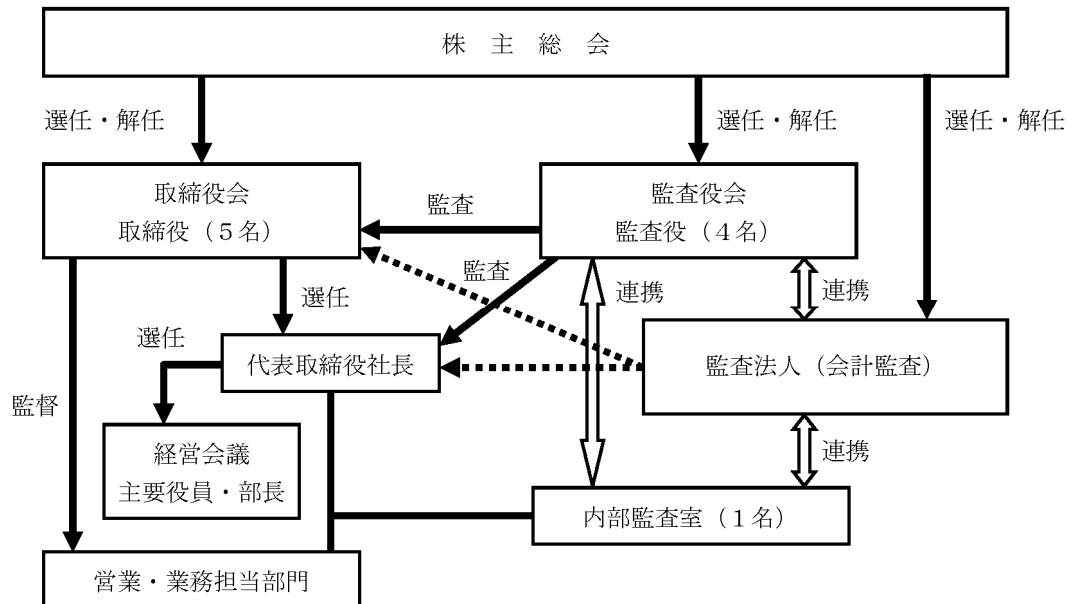 株 主 総 会
選任・解任
選任・解任
選任・解任
取締役会
取締役（５名）
監査
監査役会
監査役（４名）
監査
選任
連携
連携
選任
代表取締役社長
監査法人（会計監査）
監督
経営会議
主要役員・部長
連携
内部監査室（１名）
営業・業務担当部門